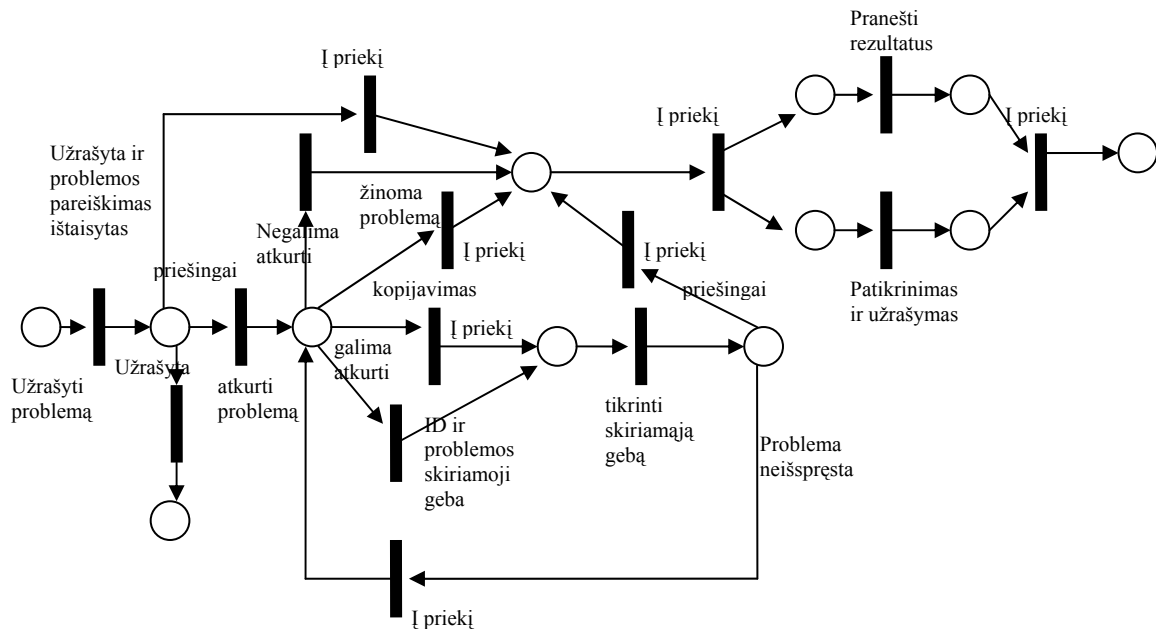 Pranešti
rezultatus
Į priekį
Į priekį
Į priekį
Užrašyta ir
problemos
pareiškimas
ištaisytas
žinoma
problemą
Negalima
atkurti
Į priekį
Į priekį
priešingai
kopijavimas
priešingai
Patikrinimas
ir užrašymas
Į priekį
galima
atkurti
Užrašyta
Užrašyti
problemą
atkurti
problemą
tikrinti
skiriamąją
gebą
ID ir
problemos
skiriamoji
geba
Problema
neišspręsta
Į priekį